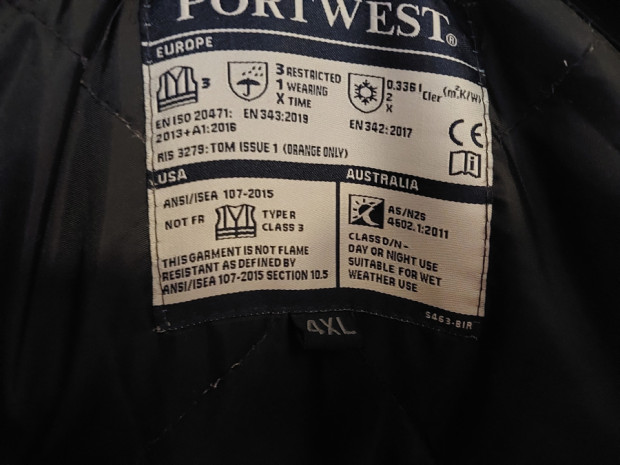 PORTWEST®
EUROPE
3
EN ISO 20471:
2013+A1:2016
3 RESTRICTED
1 WEARING
X TIME
EN 343:2019
0.336 I cler (m².K/W)
2
X
EN 342:2017
CE
i
RIS 3279:TOM ISSUE 1 (ORANGE ONLY)
USA
ANSI/ISEA 107-2015
NOT FR
TYPE R
CLASS 3
THIS GARMENT IS NOT FLAME
RESISTANT AS DEFINED BY
ANSI/ISEA 107-2015 SECTION 10.5
AUSTRALIA
AS/NZS
4602.1:2011
CLASS D/N -
DAY OR NIGHT USE
SUITABLE FOR WET
WEATHER USE
S463-BIR
4XL